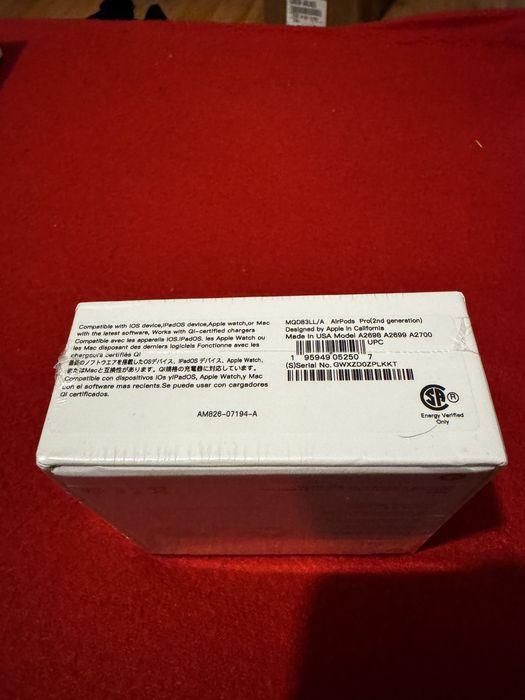 Compatible with iOS device,iPadOS device,Apple watch,or Mac
with the latest software, Works with Qi-certified chargers
Compatible avec les appareils iOS.iPadOS. les Apple Watch ou
les Mac disposant des derniers logiciels Fonctionne avec les
chargours certifiés Qi
最新のソフトウエアを搭載したOSデバイス、iPadOS デバイス、Apple Watch,
またはMacと互換性があります。Qi規格の充電器に対応しています。
Compatible con dispositivos iOs yiPadOS, Apple Watch,y Mac
con el software mas recients.Se puede usar con cargadores
Qi certificados.
AM826-07194-A
MQD83LL/A AirPods Pro(2nd generation)
Designed by Apple in California
Made in USA Model A2698 A2699 A2700
UPC
1 95949 05250 7
(S)Serial No. GWXZD0ZPLKKT
SA ®
Energy Verified
Only